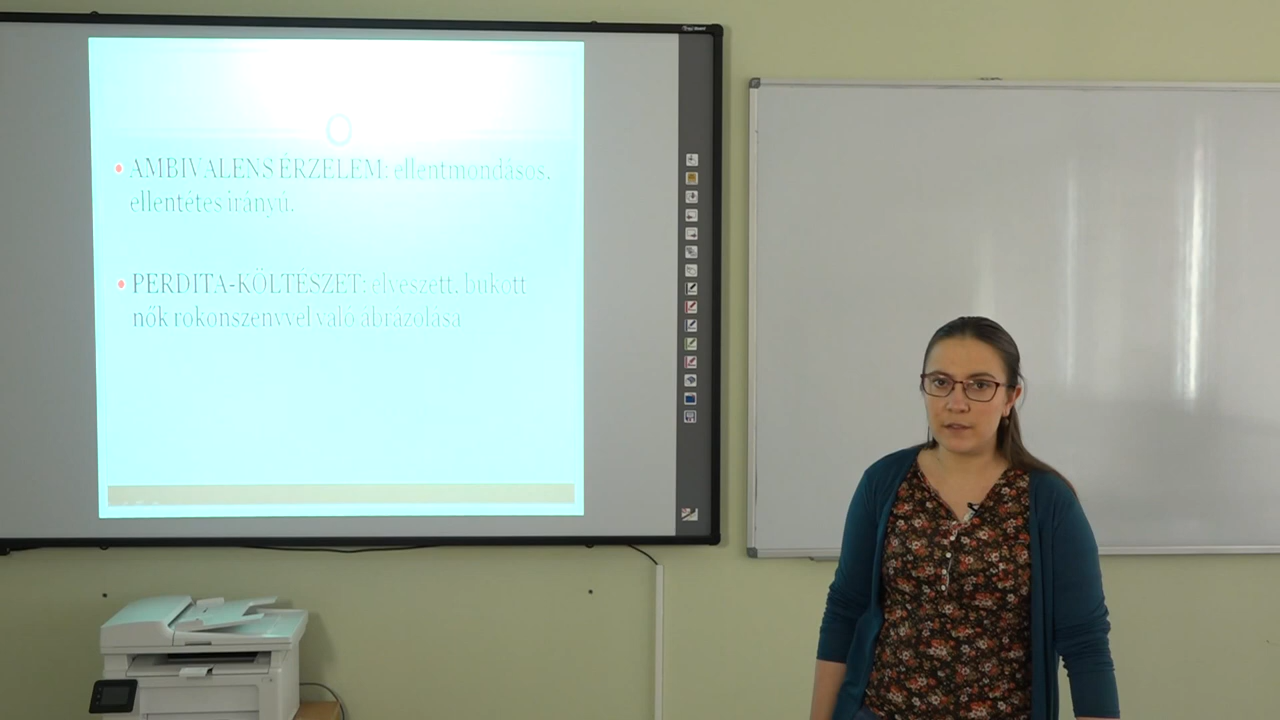 AMBIVALENS ÉRZELEM: ellentmondásos,
ellentétes irányú.
PERDITA-KÖLTÉSZET: elveszett, bukott
nők rokonszenvvel való ábrázolása